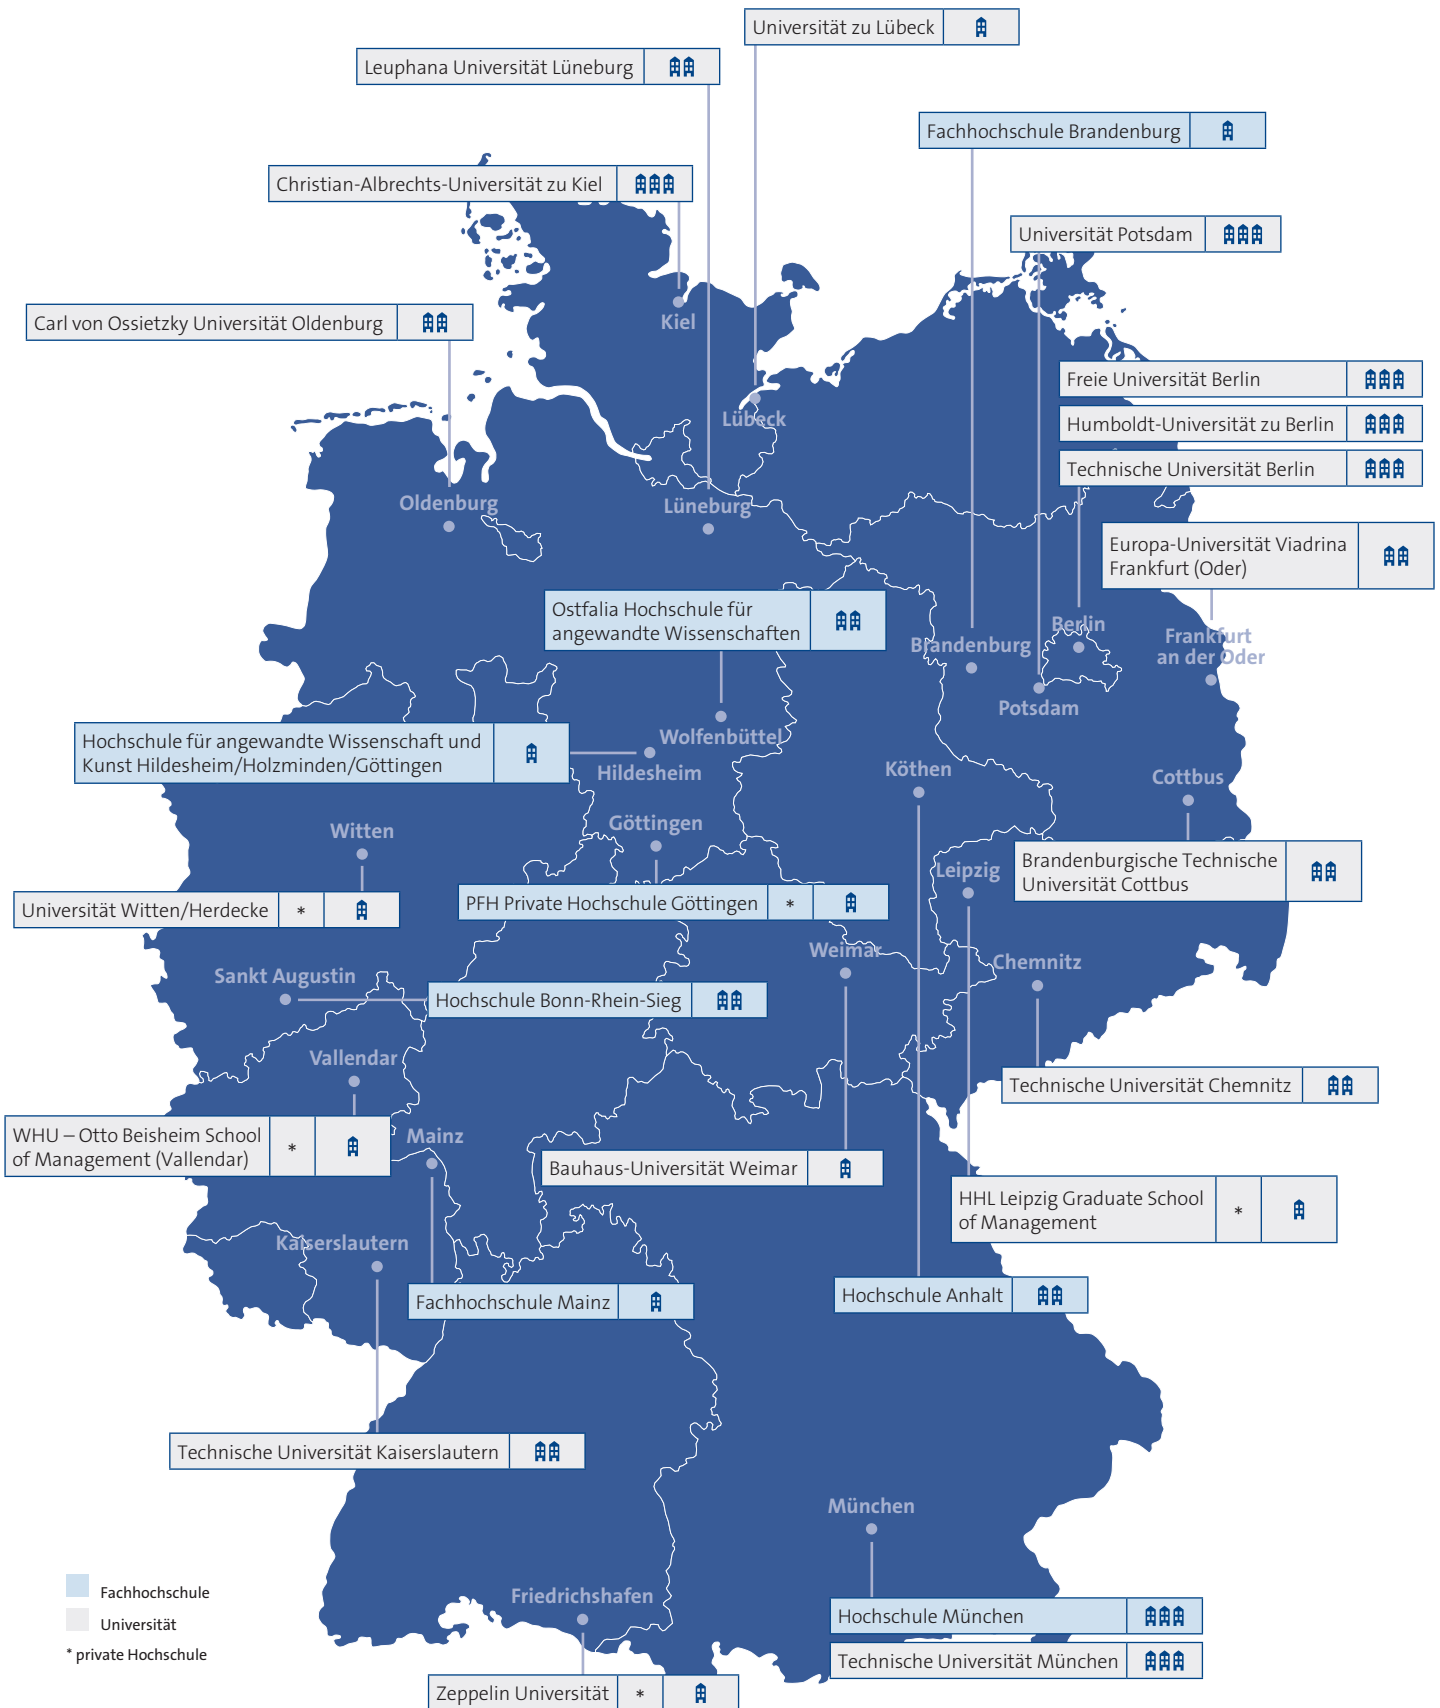 Universität zu Lübeck
Leuphana Universität Lüneburg
Fachhochschule Brandenburg
Christian-Albrechts-Universität zu Kiel
Universität Potsdam
Carl von Ossietzky Universität Oldenburg
Kiel
Freie Universität Berlin
Lübeck
Humboldt-Universität zu Berlin
Technische Universität Berlin
Oldenburg
Lüneburg
Europa-Universität Viadrina
Frankfurt (Oder)
Ostfalia Hochschule für
angewandte Wissenschaften
Berlin
Brandenburg
Frankfurt
an der Oder
Potsdam
Wolfenbüttel
Hochschule für angewandte Wissenschaft und
Kunst Hildesheim/Holzminden/Göttingen
Hildesheim
Köthen
Cottbus
Göttingen
Witten
Brandenburgische Technische
Universität Cottbus
Leipzig
Universität Witten/Herdecke *
PFH Private Hochschule Göttingen *
Weimar
Chemnitz
Sankt Augustin
Hochschule Bonn-Rhein-Sieg
Vallendar
Technische Universität Chemnitz
WHU – Otto Beisheim School
of Management (Vallendar) *
Mainz
Bauhaus-Universität Weimar
HHL Leipzig Graduate School
of Management *
Kaiserslautern
Fachhochschule Mainz
Hochschule Anhalt
Technische Universität Kaiserslautern
München
Fachhochschule
Friedrichshafen
Hochschule München
Universität
* private Hochschule
Technische Universität München
Zeppelin Universität *